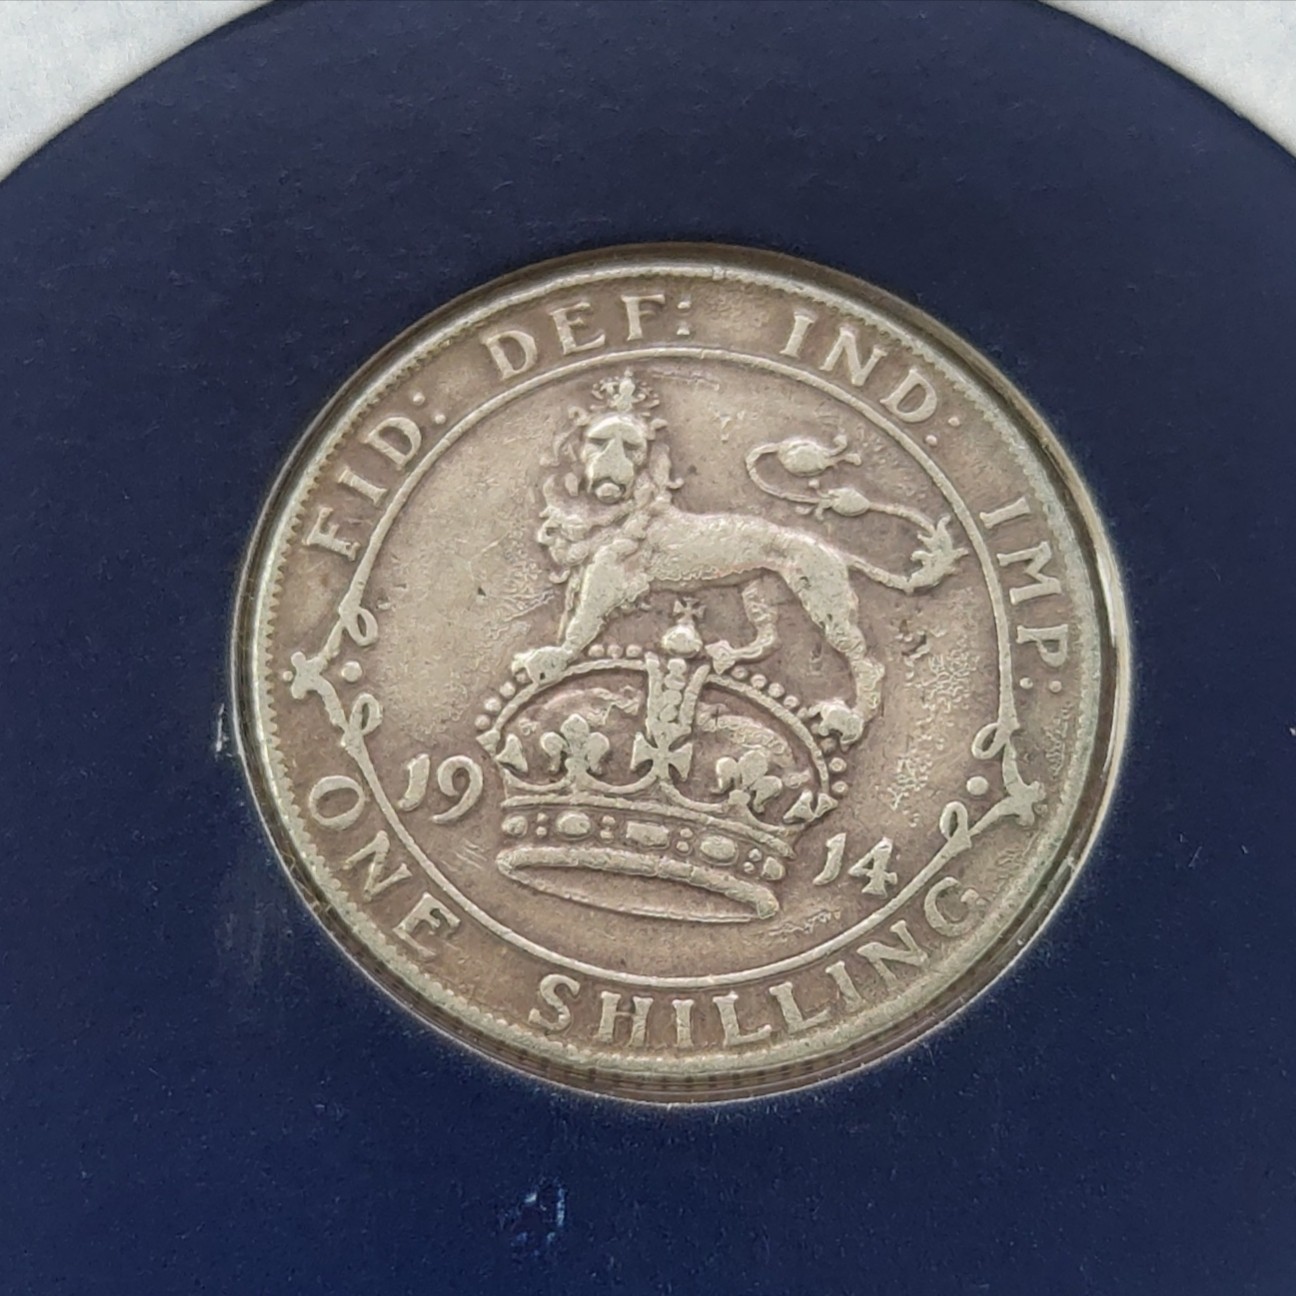 FID: DEF: IND: IMP:
19 14
ONE SHILLING